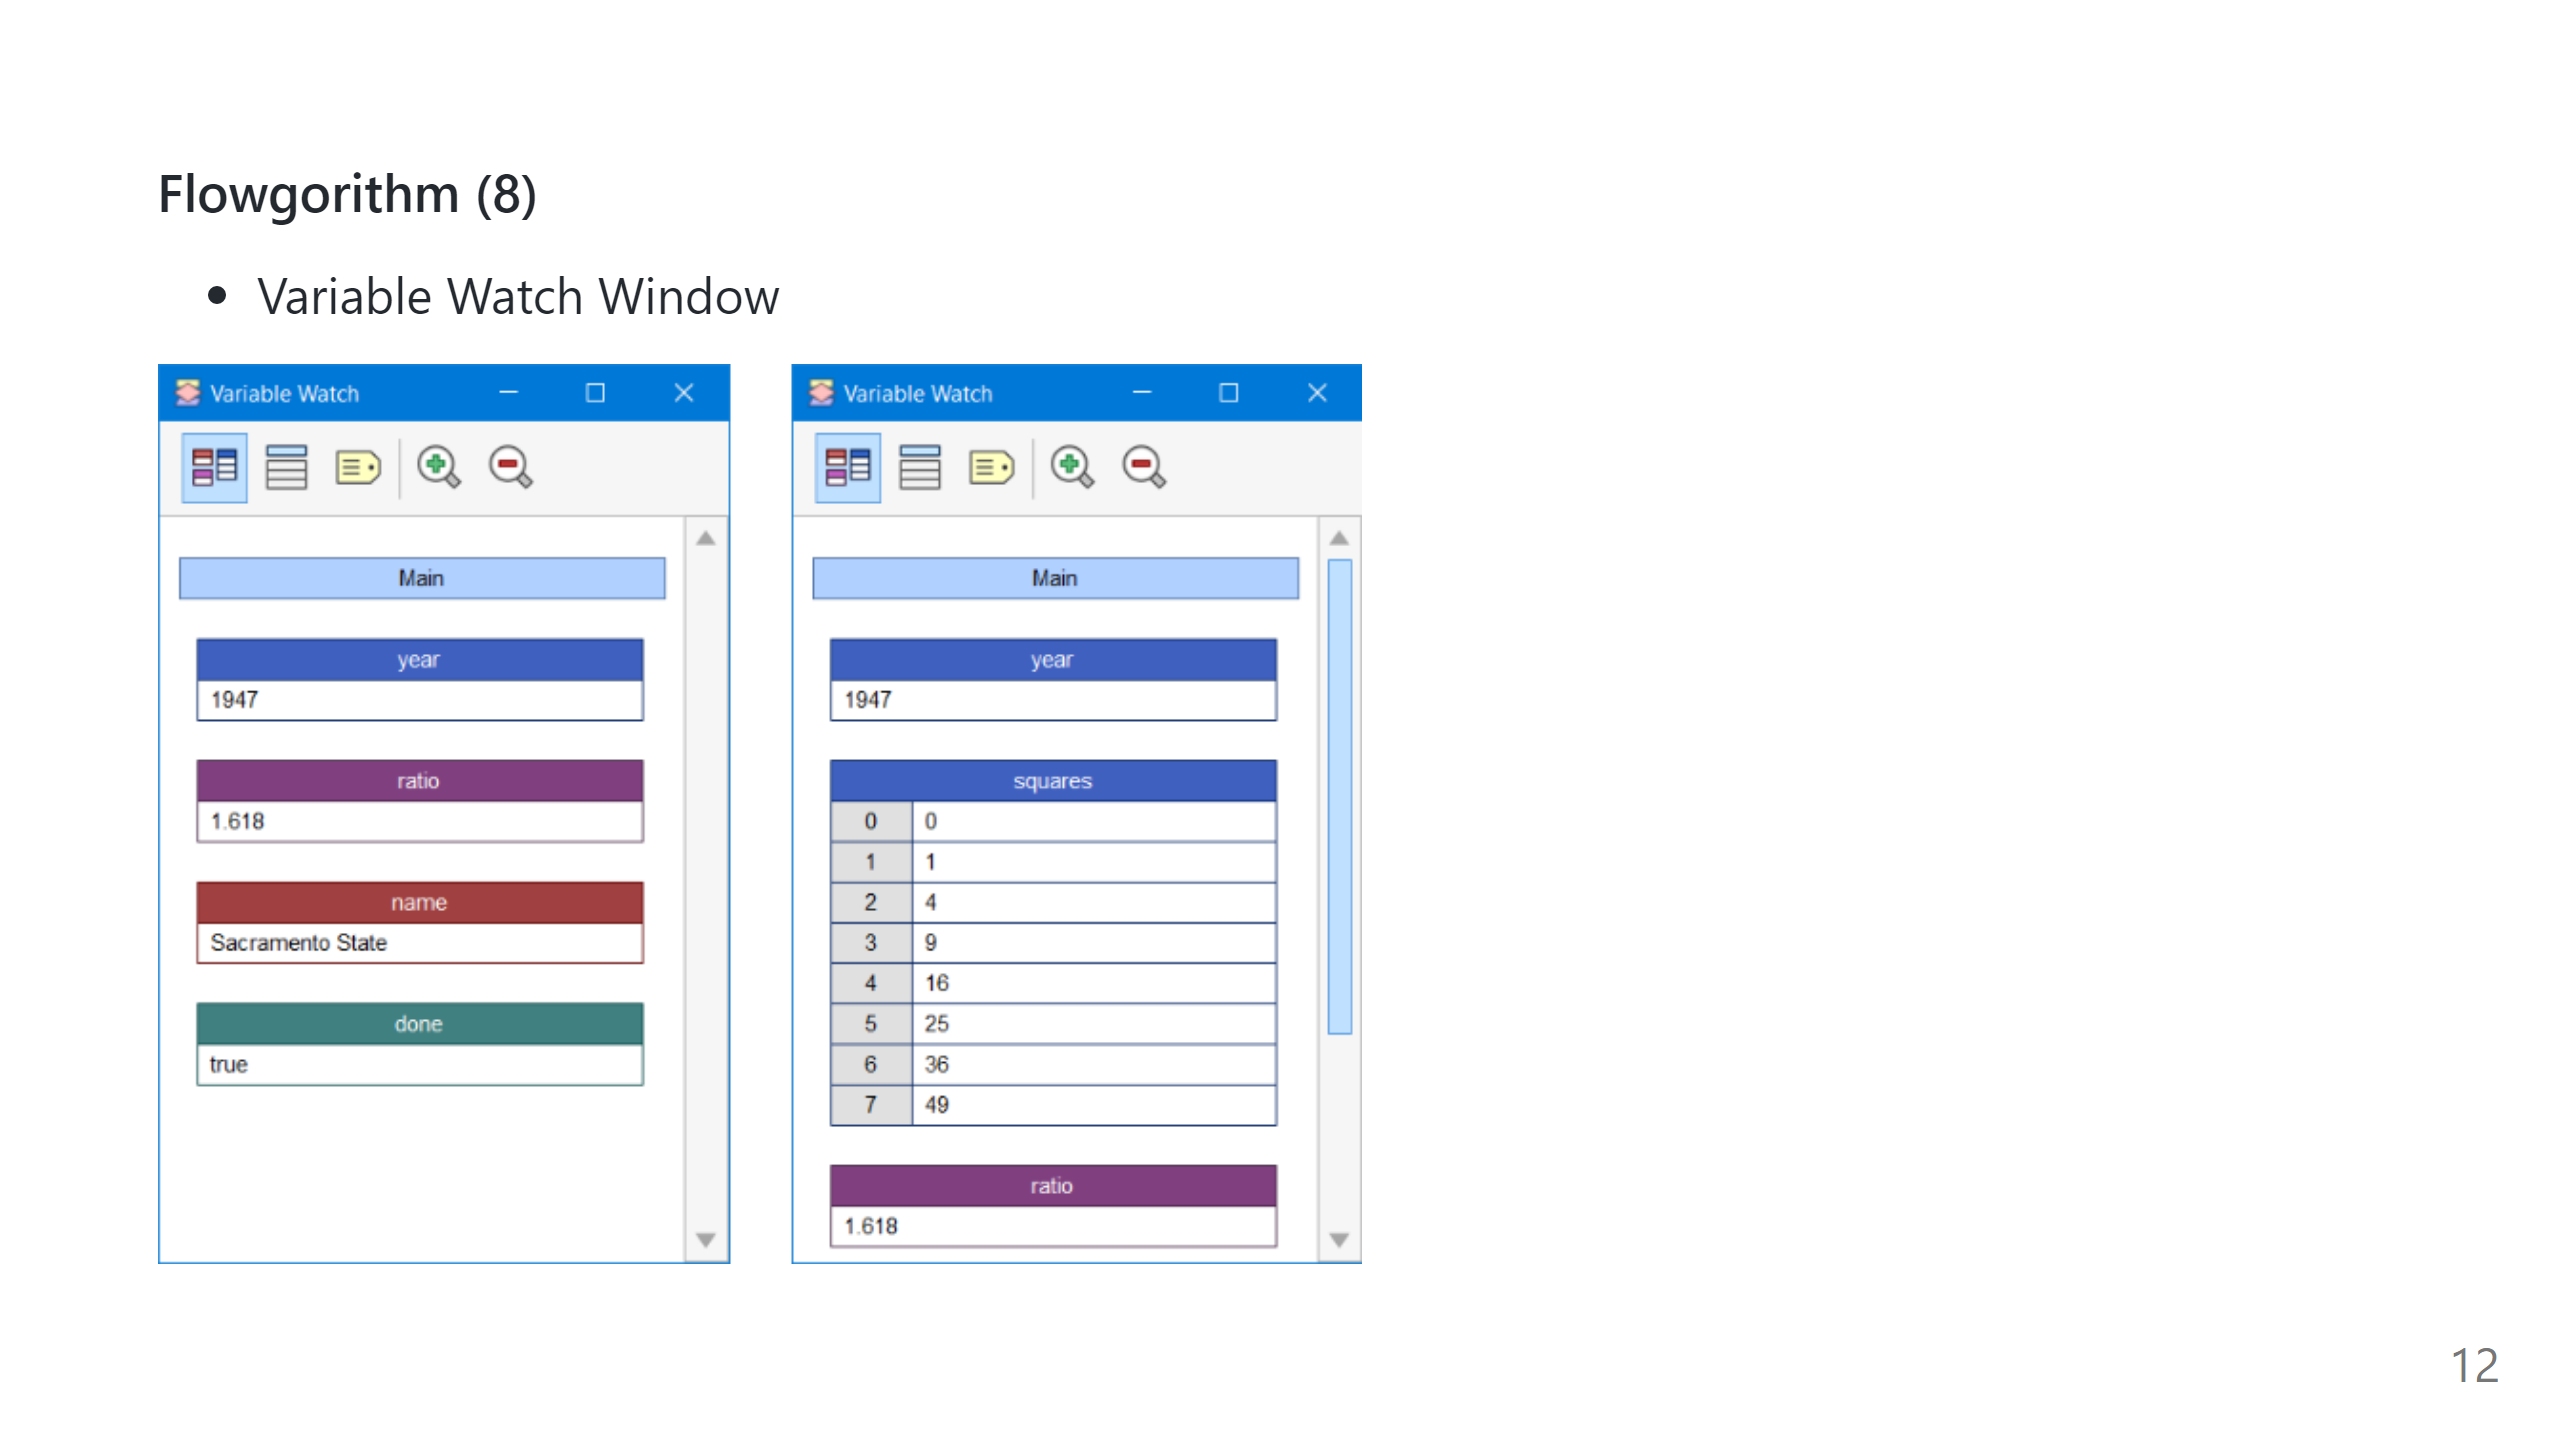 Flowgorithm (8)
• Variable Watch Window
Variable Watch
Main
year
1947
ratio
1.618
name
Sacramento State
done
true
Variable Watch
Main
year
1947
squares
0 0
1 1
2 4
3 9
4 16
5 25
6 36
7 49
ratio
1.618
12